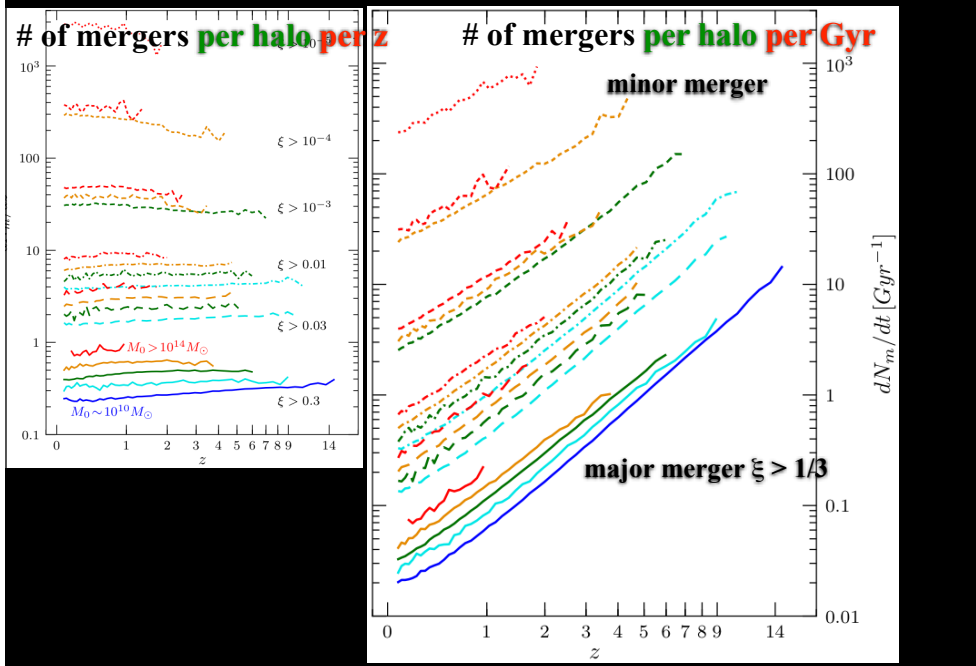 # of mergers per halo per z
10³
ξ > 10⁻⁴
100
ξ > 10⁻³
10
ξ > 0.01
ξ > 0.03
1
M₀ > 10¹⁴ M☉
ξ > 0.3
M₀ ∼ 10¹⁰ M☉
0.1
0 1 2 3 4 5 6 7 8 9 14
z
# of mergers per halo per Gyr
10³
minor merger
100
dNₘ/dt [Gyr⁻¹]
10
1
major merger ξ > 1/3
0.1
0.01
0 1 2 3 4 5 6 7 8 9 14
z